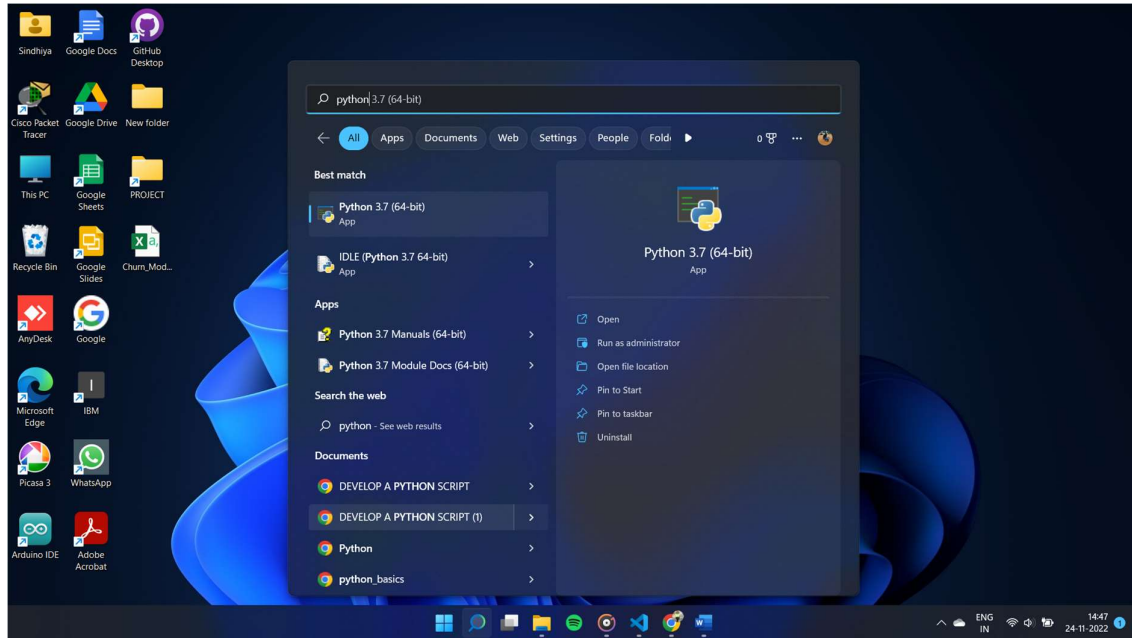 Sindhiya
Google Docs
GitHub
Desktop
Cisco Packet
Tracer
Google Drive
New folder
This PC
Google
Sheets
PROJECT
Recycle Bin
Google
Slides
Churn_Mod...
AnyDesk
Google
Microsoft
Edge
IBM
Picasa 3
WhatsApp
Arduino IDE
Adobe
Acrobat
python 3.7 (64-bit)
All Apps Documents Web Settings People Folde 0
Best match
Python 3.7 (64-bit)
App
IDLE (Python 3.7 64-bit)
App
Apps
Python 3.7 Manuals (64-bit)
Python 3.7 Module Docs (64-bit)
Search the web
python - See web results
Documents
DEVELOP A PYTHON SCRIPT
DEVELOP A PYTHON SCRIPT (1)
Python
python_basics
Python 3.7 (64-bit)
App
Open
Run as administrator
Open file location
Pin to Start
Pin to taskbar
Uninstall
ENG
IN
14:47
24-11-2022
1